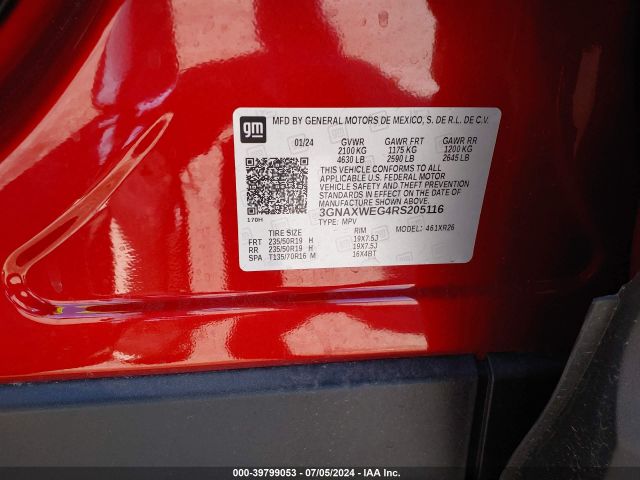 gm
MFD BY GENERAL MOTORS DE MEXICO, S. DE R.L. DE C.V.
01/24 GVWR GAWR FRT GAWR RR
2100 KG 1175 KG 1200 KG
4630 LB 2590 LB 2645 LB
THIS VEHICLE CONFORMS TO ALL
APPLICABLE U.S. FEDERAL MOTOR
VEHICLE SAFETY AND THEFT PREVENTION
STANDARDS IN EFFECT ON THE DATE OF
MANUFACTURE SHOWN ABOVE.
3GNAXWEG4RS205116
170H
TYPE: MPV
TIRE SIZE RIM MODEL: 461XR26
FRT 235/50R19 H 19X7.5J
RR 235/50R19 H 19X7.5J
SPA T135/70R16 M 16X4BT
000-39799053 - 07/05/2024 - IAA Inc.